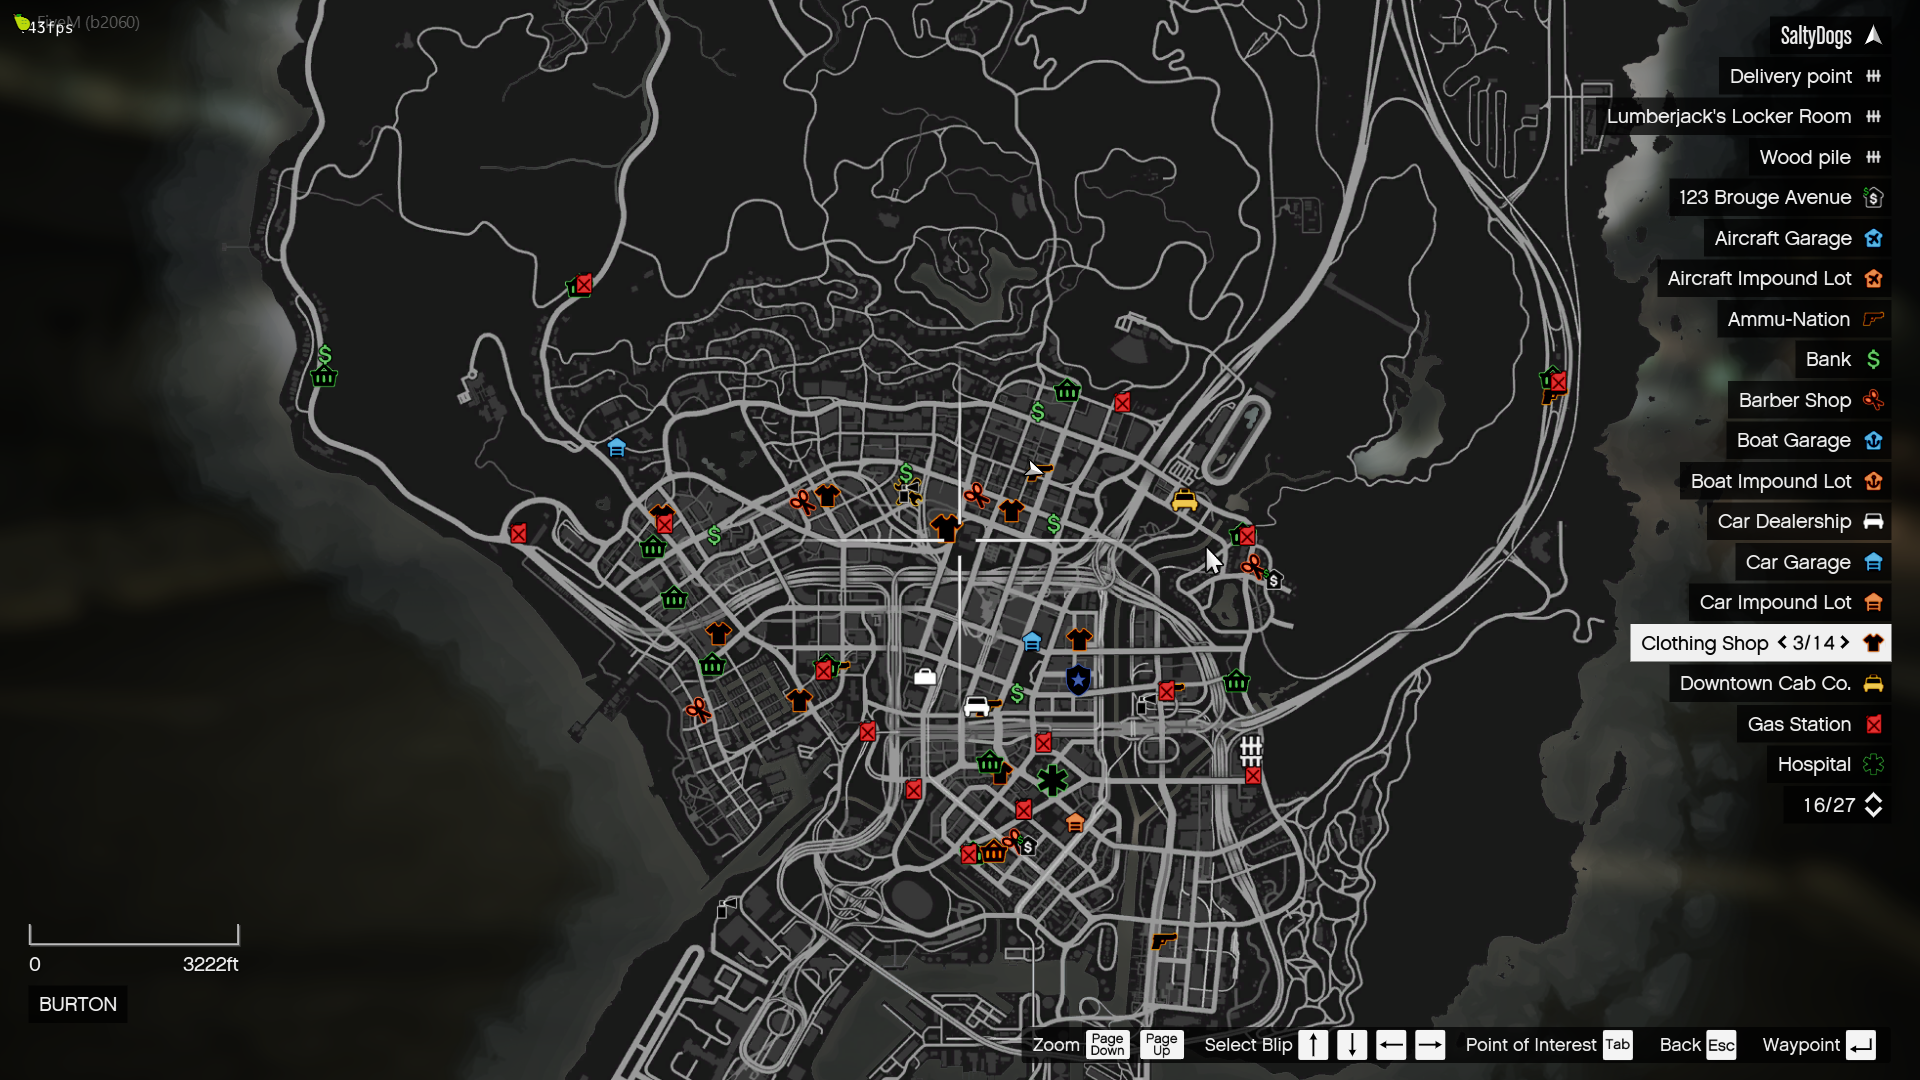 FiveM (b2060)
43fps
SaltyDogs
Delivery point
Lumberjack's Locker Room
Wood pile
123 Brouge Avenue
Aircraft Garage
Aircraft Impound Lot
Ammu-Nation
Bank
Barber Shop
Boat Garage
Boat Impound Lot
Car Dealership
Car Garage
Car Impound Lot
Clothing Shop < 3/14 >
Downtown Cab Co.
Gas Station
Hospital
16/27
0 3222ft
BURTON
Zoom Page Down Page Up Select Blip ↑ ↓ ← → Point of Interest Tab Back Esc Waypoint ↵